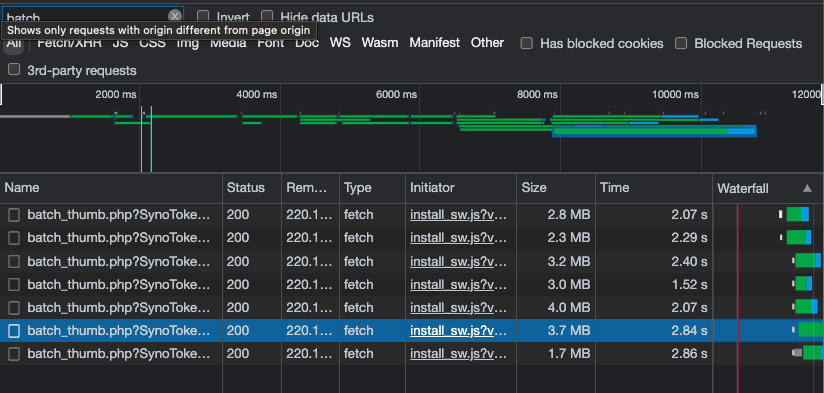 batch Invert Hide data URLs
Shows only requests with origin different from page origin
All Fetch/XHR JS CSS Img Media Font Doc WS Wasm Manifest Other Has blocked cookies Blocked Requests
3rd-party requests
2000 ms 4000 ms 6000 ms 8000 ms 10000 ms 12000
Name Status Rem... Type Initiator Size Time Waterfall
batch_thumb.php?SynoToke... 200 220.1... fetch install_sw.js?v... 2.8 MB 2.07 s
batch_thumb.php?SynoToke... 200 220.1... fetch install_sw.js?v... 2.3 MB 2.29 s
batch_thumb.php?SynoToke... 200 220.1... fetch install_sw.js?v... 3.2 MB 2.40 s
batch_thumb.php?SynoToke... 200 220.1... fetch install_sw.js?v... 3.0 MB 1.52 s
batch_thumb.php?SynoToke... 200 220.1... fetch install_sw.js?v... 4.0 MB 2.07 s
batch_thumb.php?SynoToke... 200 220.1... fetch install_sw.js?v... 3.7 MB 2.84 s
batch_thumb.php?SynoToke... 200 220.1... fetch install_sw.js?v... 1.7 MB 2.86 s